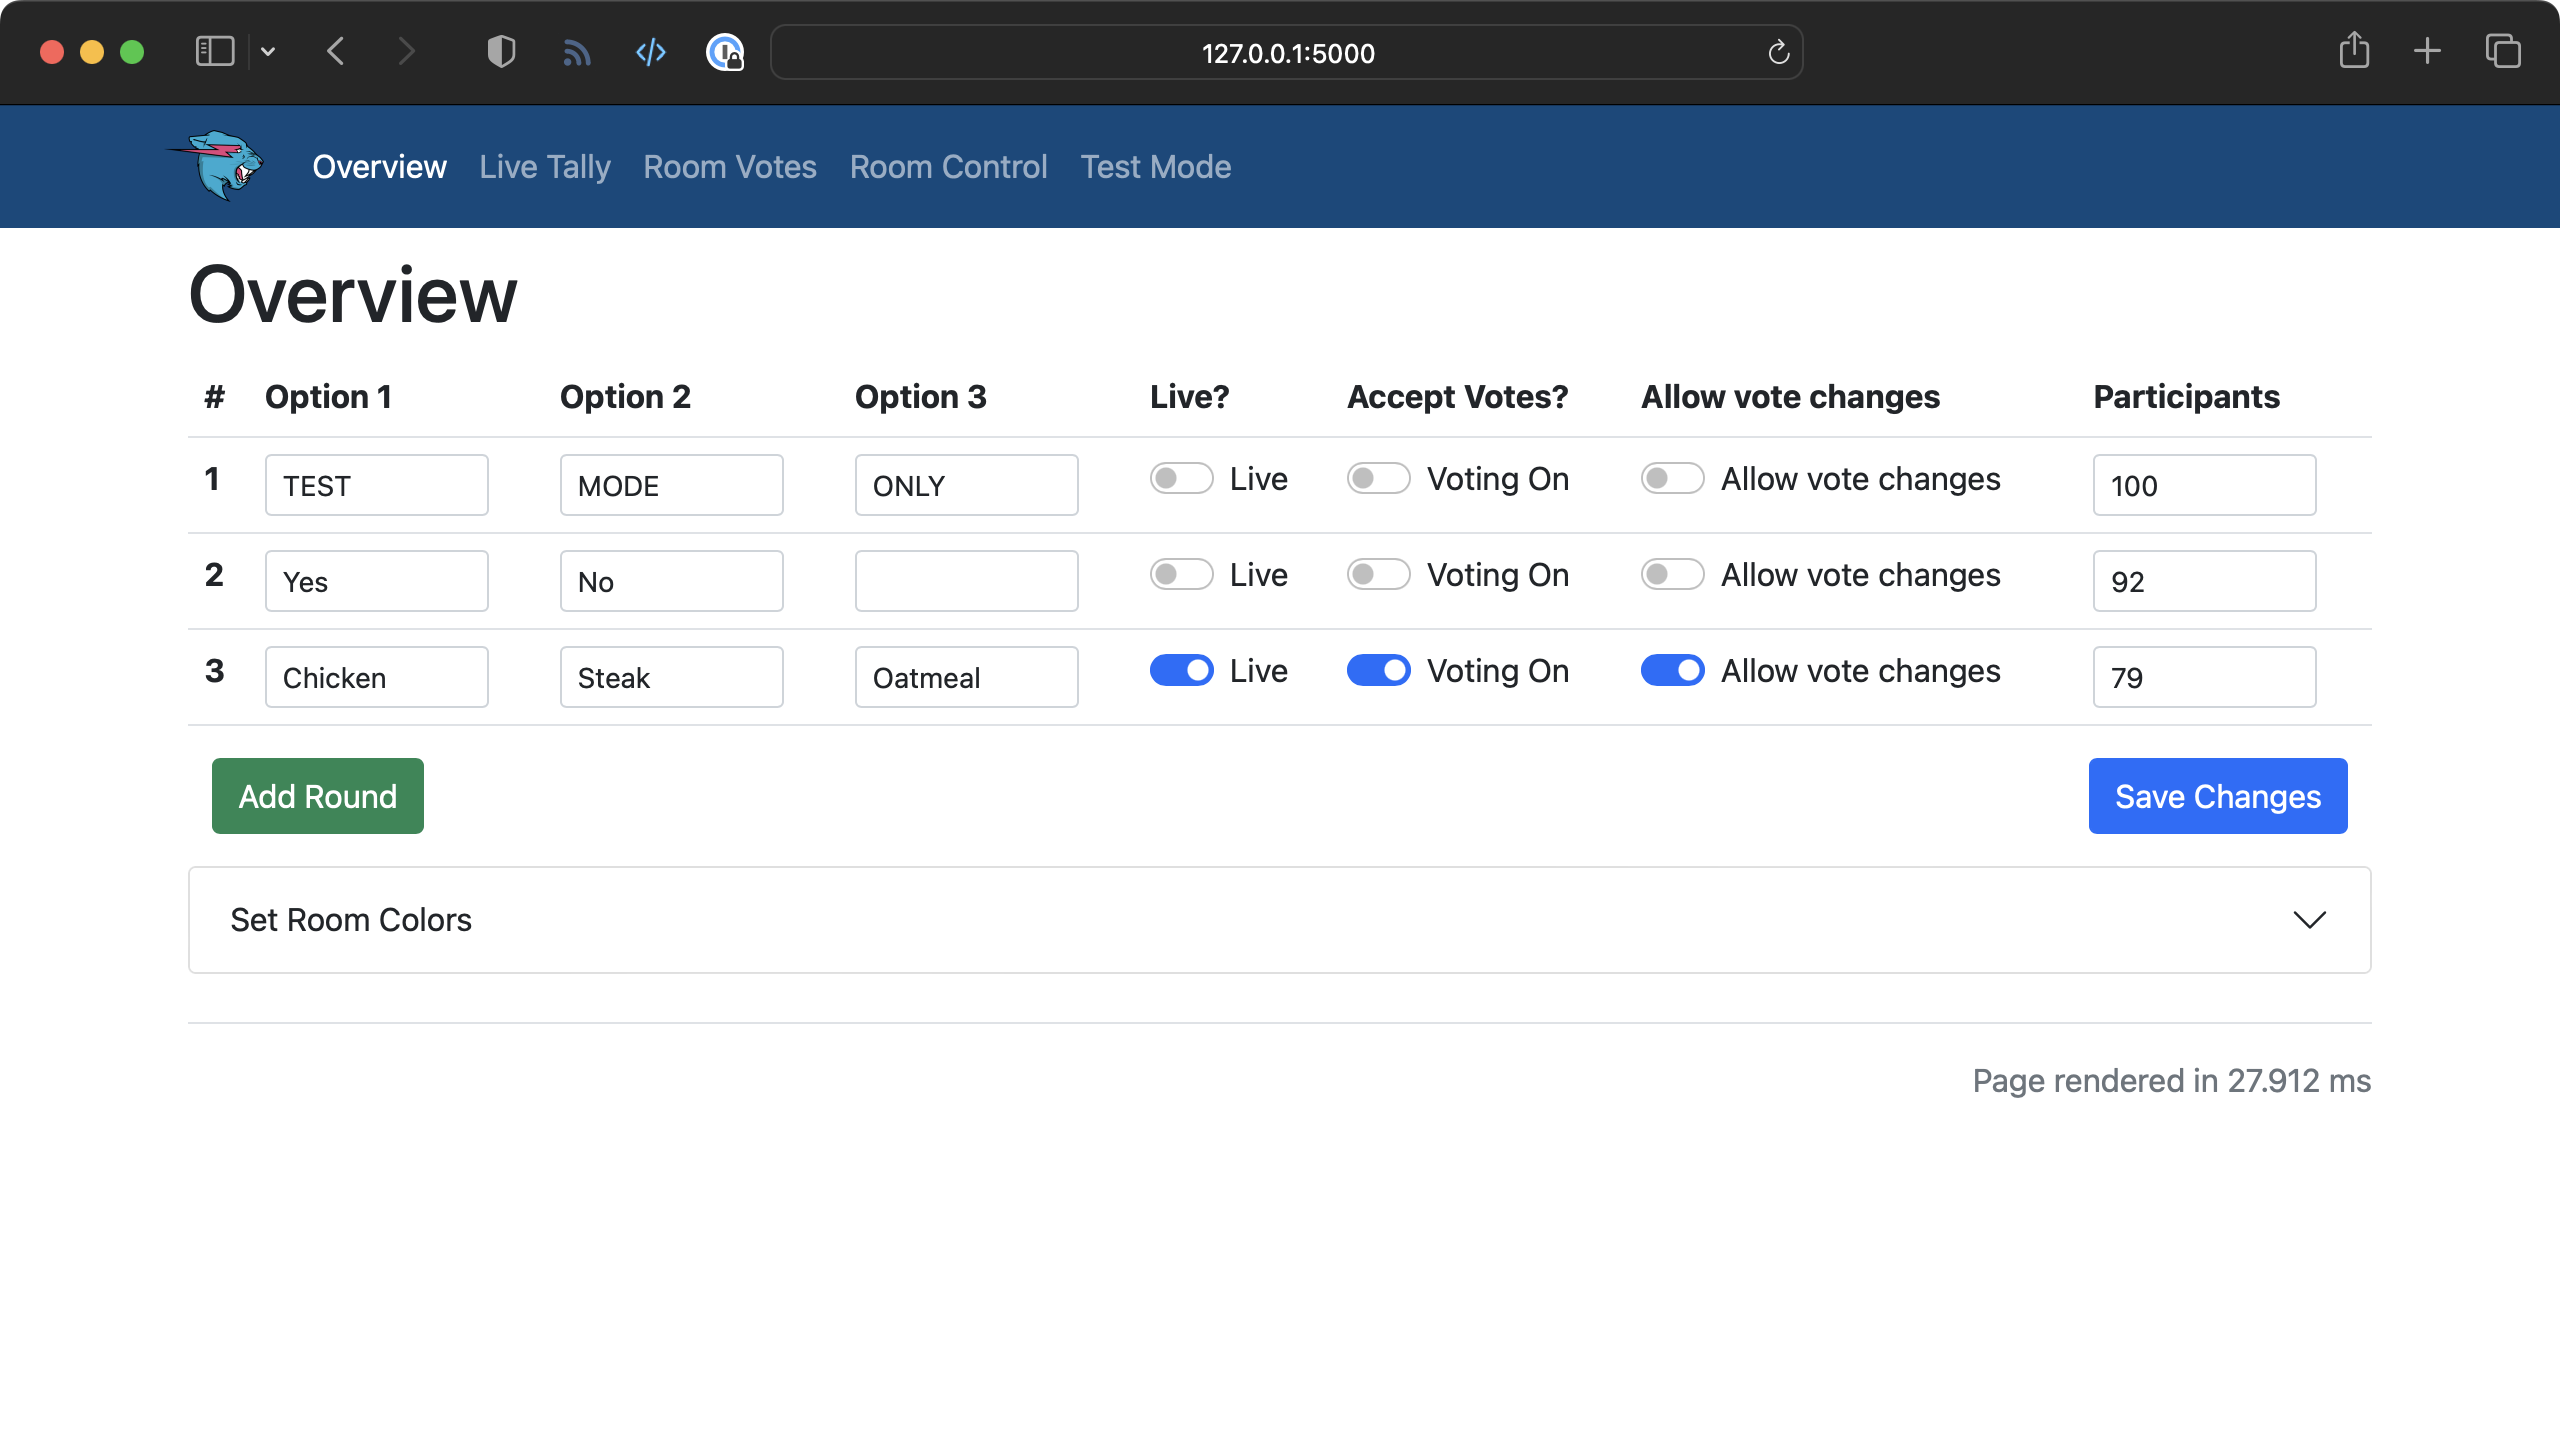 127.0.0.1:5000
Overview Live Tally Room Votes Room Control Test Mode
Overview
# Option 1 Option 2 Option 3 Live? Accept Votes? Allow vote changes Participants
1 TEST MODE ONLY Live Voting On Allow vote changes 100
2 Yes No Live Voting On Allow vote changes 92
3 Chicken Steak Oatmeal Live Voting On Allow vote changes 79
Add Round Save Changes
Set Room Colors
Page rendered in 27.912 ms